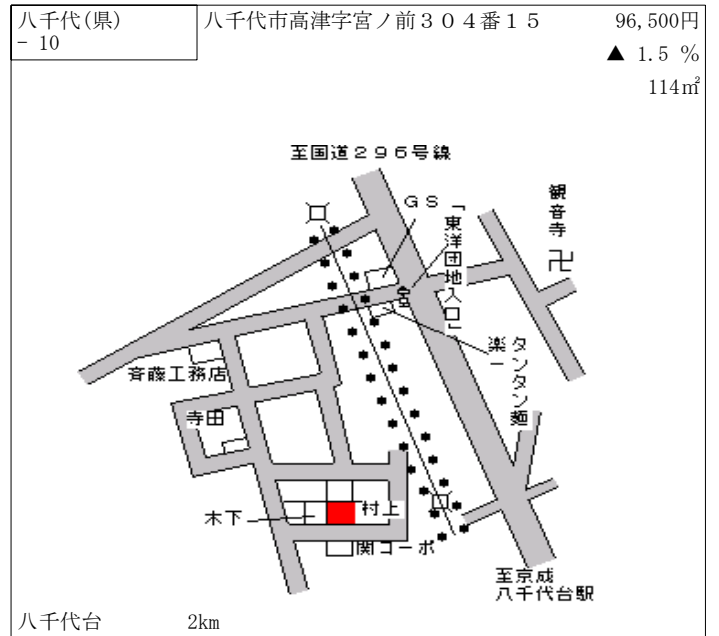 八千代(県)
- 10
八千代市高津字宮ノ前３０４番１５
96,500円
▲ 1.5 %
114㎡
至国道２９６号線
ＧＳ
「東洋団地入口」
観音寺
卍
楽一
タンタン麺
斉藤工務店
寺田
木下
村上
関コーポ
至京成
八千代台駅
八千代台 2km